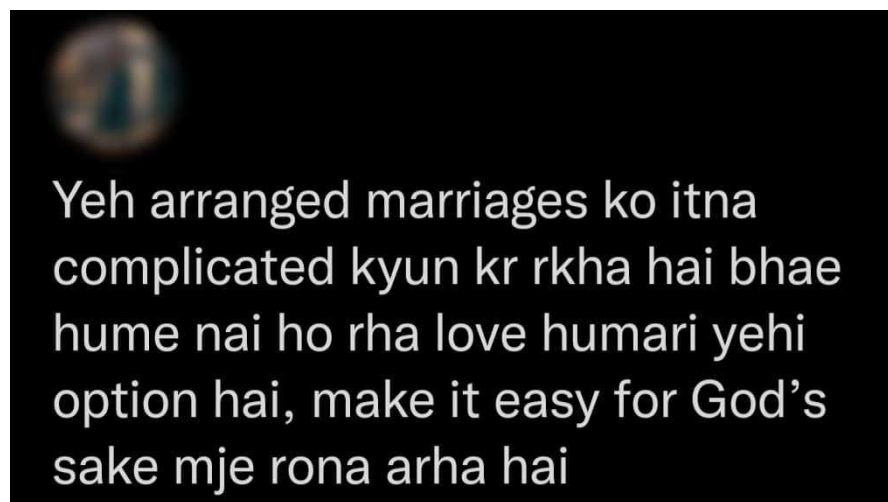 Yeh arranged marriages ko itna
complicated kyun kr rkha hai bhae
hume nai ho rha love humari yehi
option hai, make it easy for God’s
sake mje rona arha hai